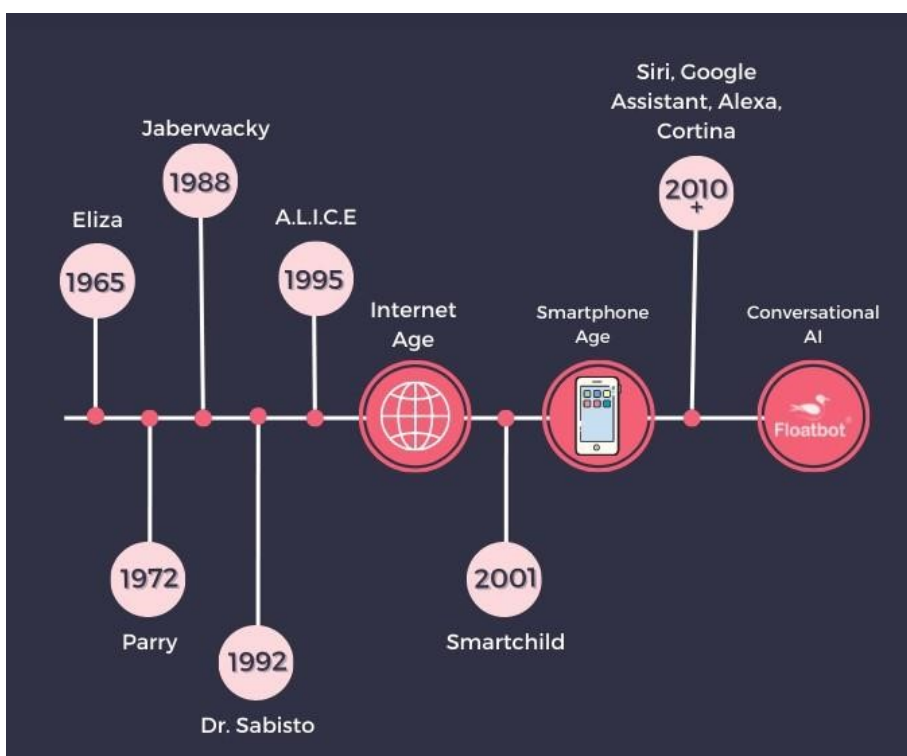 Siri, Google
Assistant, Alexa,
Cortina
2010
+
Jaberwacky
1988
Eliza
1965
A.L.I.C.E
1995
Internet
Age
Smartphone
Age
Conversational
AI
Floatbot
1972
Parry
2001
Smartchild
1992
Dr. Sabisto